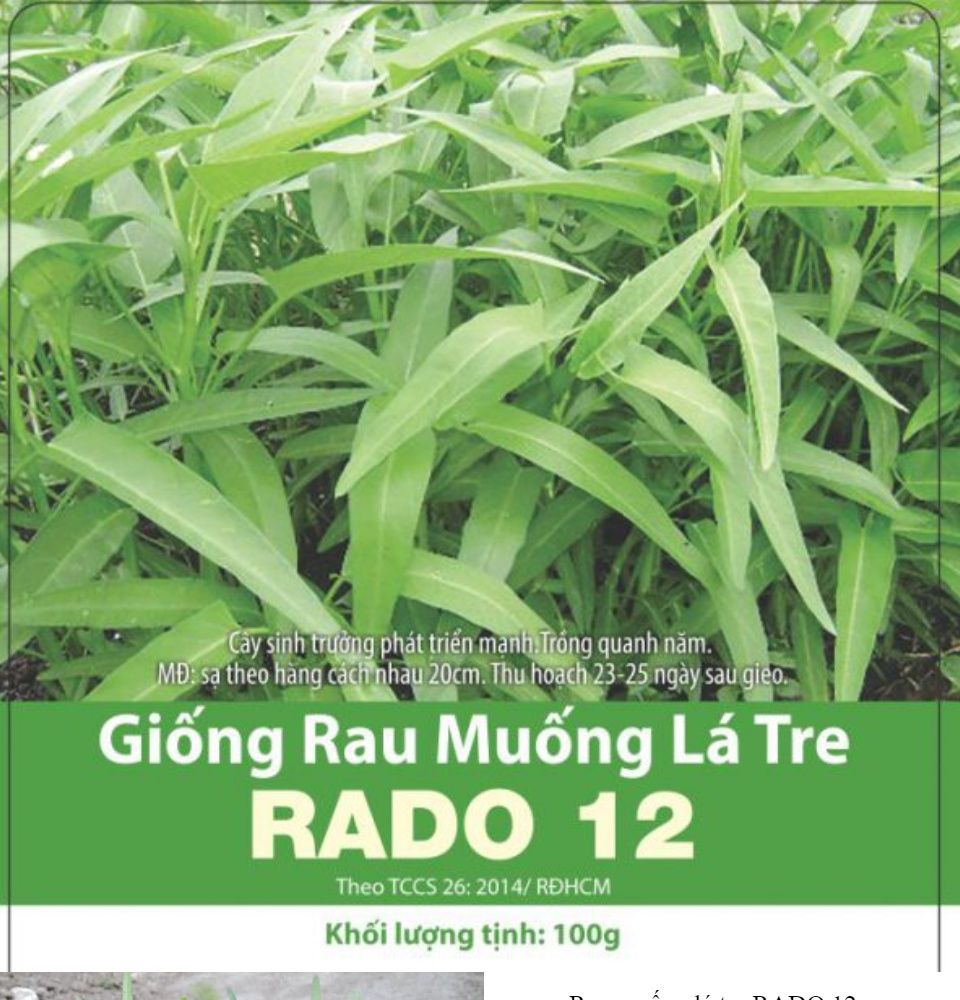 Cây sinh trưởng phát triển mạnh.Trồng quanh năm.
MĐ: sạ theo hàng cách nhau 20cm. Thu hoạch 23-25 ngày sau gieo.
Giống Rau Muống Lá Tre
RADO 12
Theo TCCS 26: 2014/ RĐHCM
Khối lượng tịnh: 100g
RADO 12